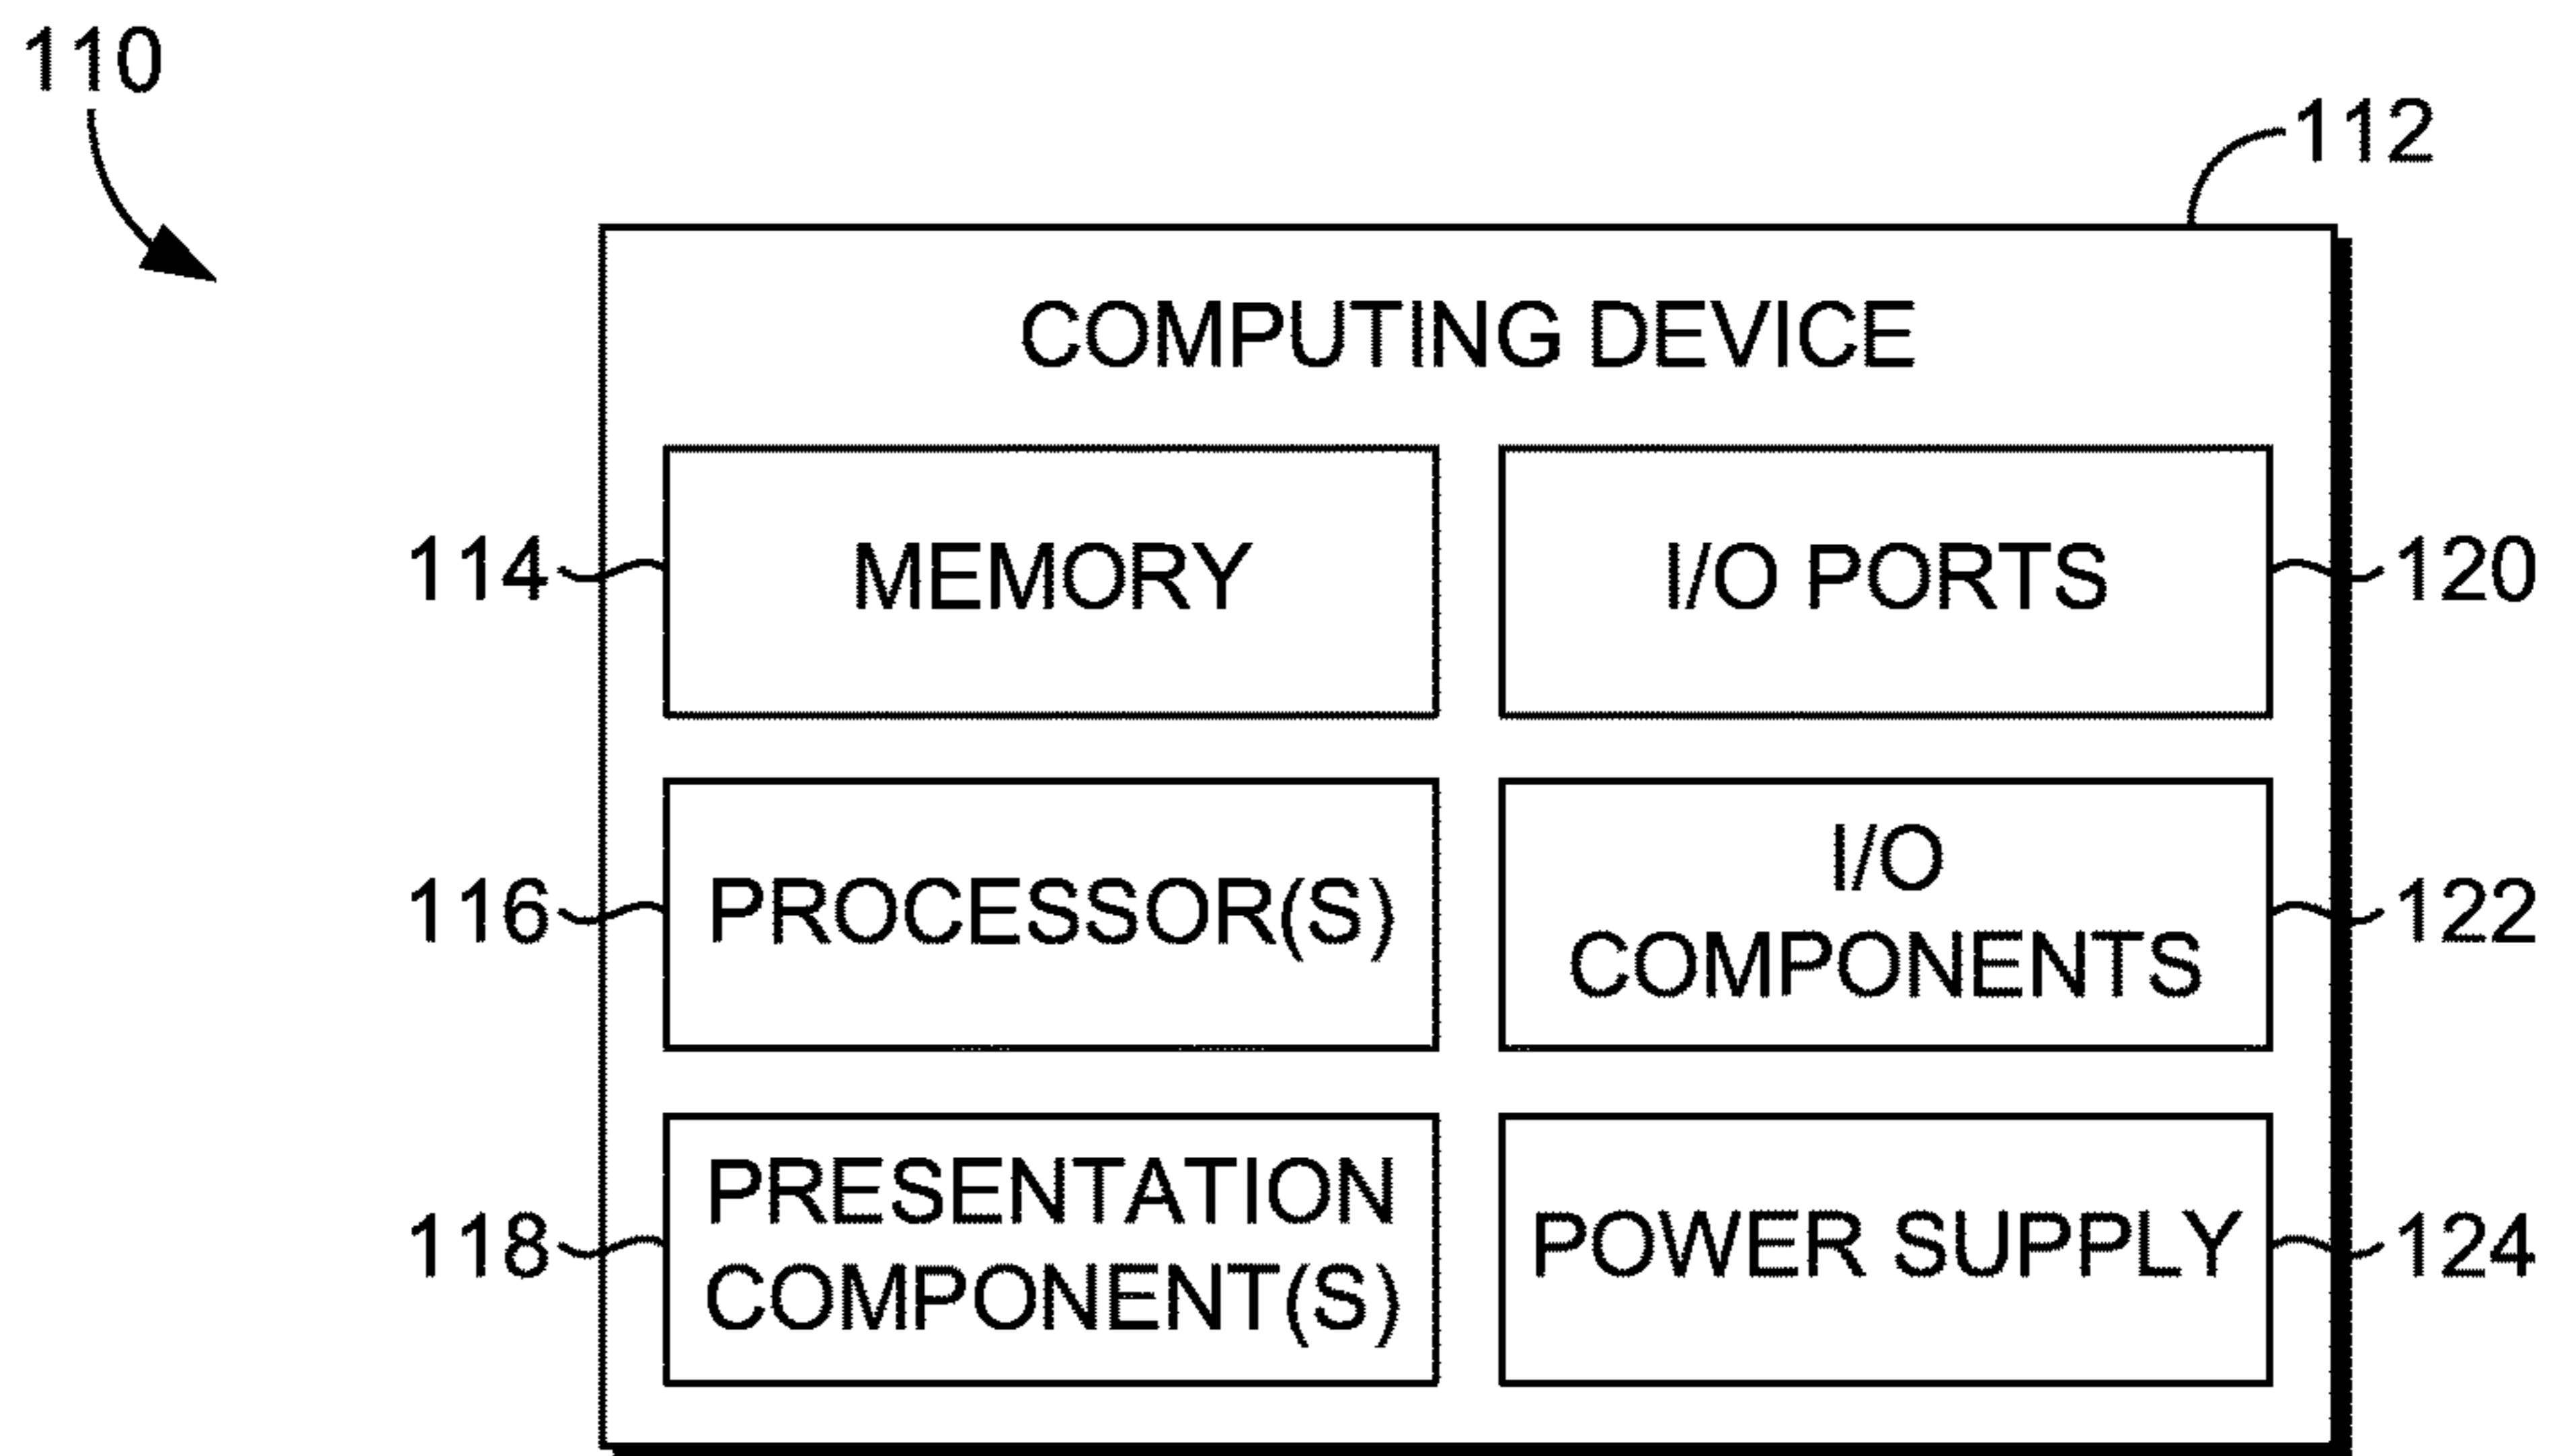 110
112
COMPUTING DEVICE
114
MEMORY
I/O PORTS
120
116
PROCESSOR(S)
I/O
COMPONENTS
122
118
PRESENTATION
COMPONENT(S)
POWER SUPPLY
124